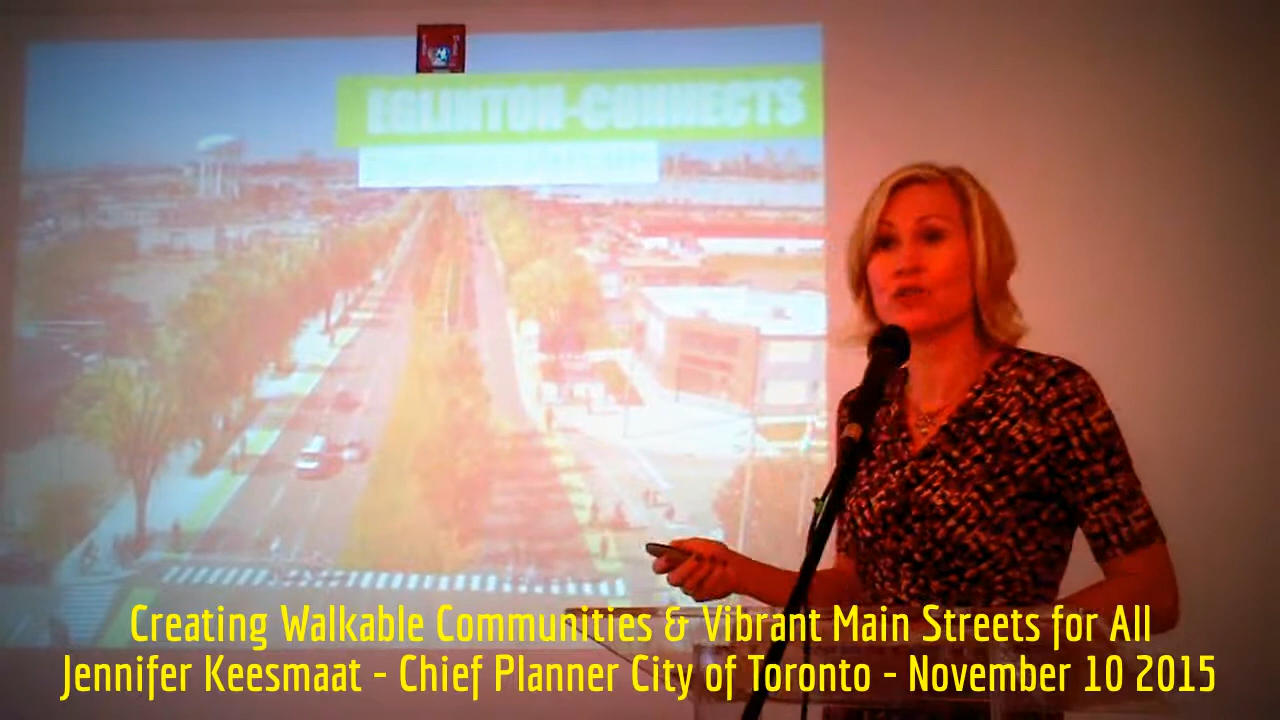 EGLINTON-CONNECTS
Creating Walkable Communities & Vibrant Main Streets for All
Jennifer Keesmaat - Chief Planner City of Toronto - November 10 2015